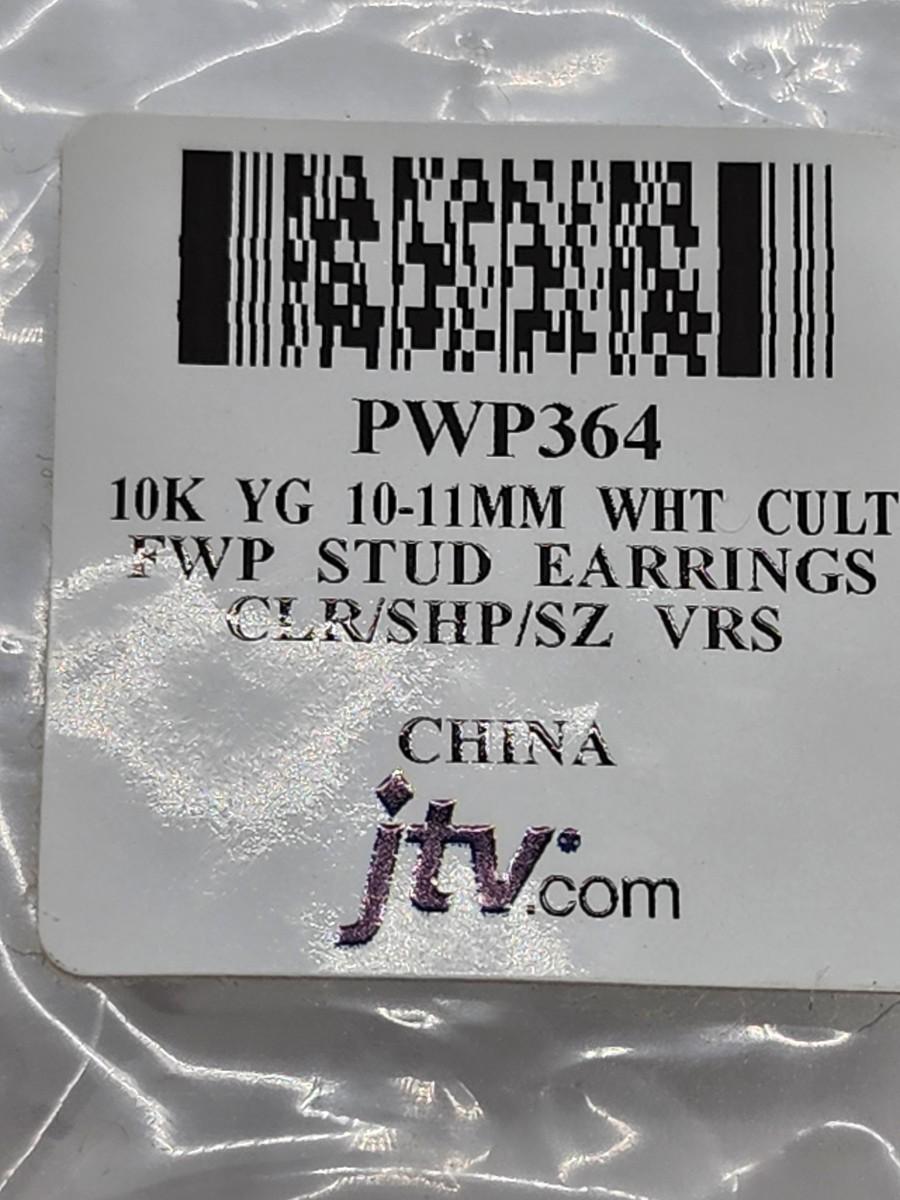 PWP364
10K YG 10-11MM WHT CULT
FWP STUD EARRINGS
CLR/SHP/SZ VRS
CHINA
jtv.com